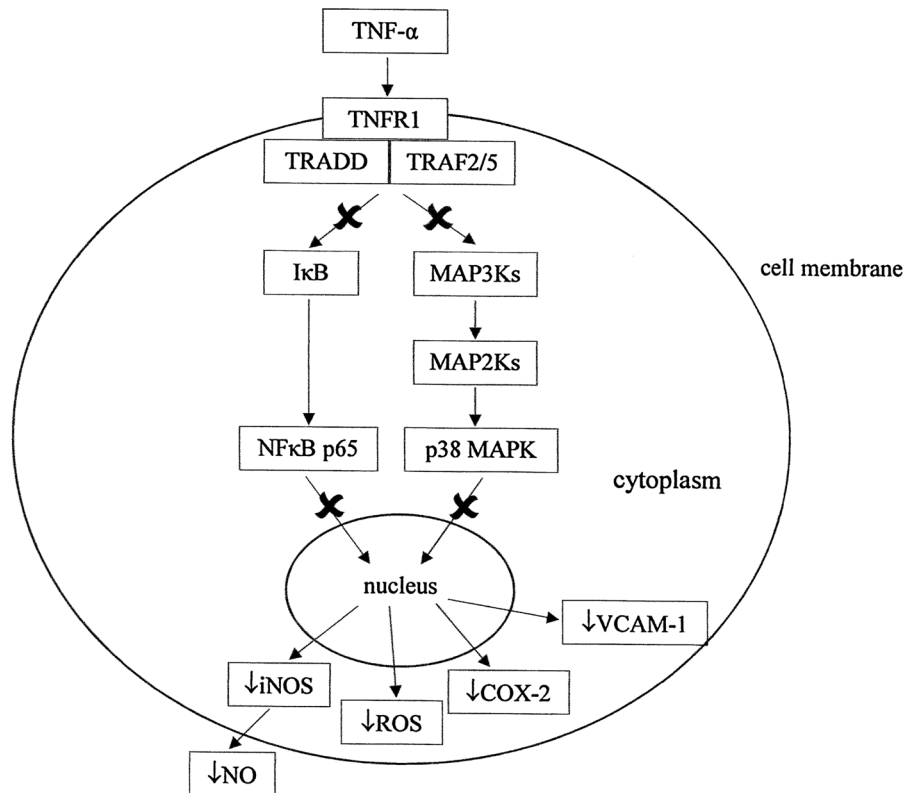 TNF-α
TNFR1
TRADD
TRAF2/5
IκB
MAP3Ks
cell membrane
MAP2Ks
NFκB p65
p38 MAPK
cytoplasm
nucleus
↓VCAM-1
↓iNOS
↓COX-2
↓ROS
↓NO